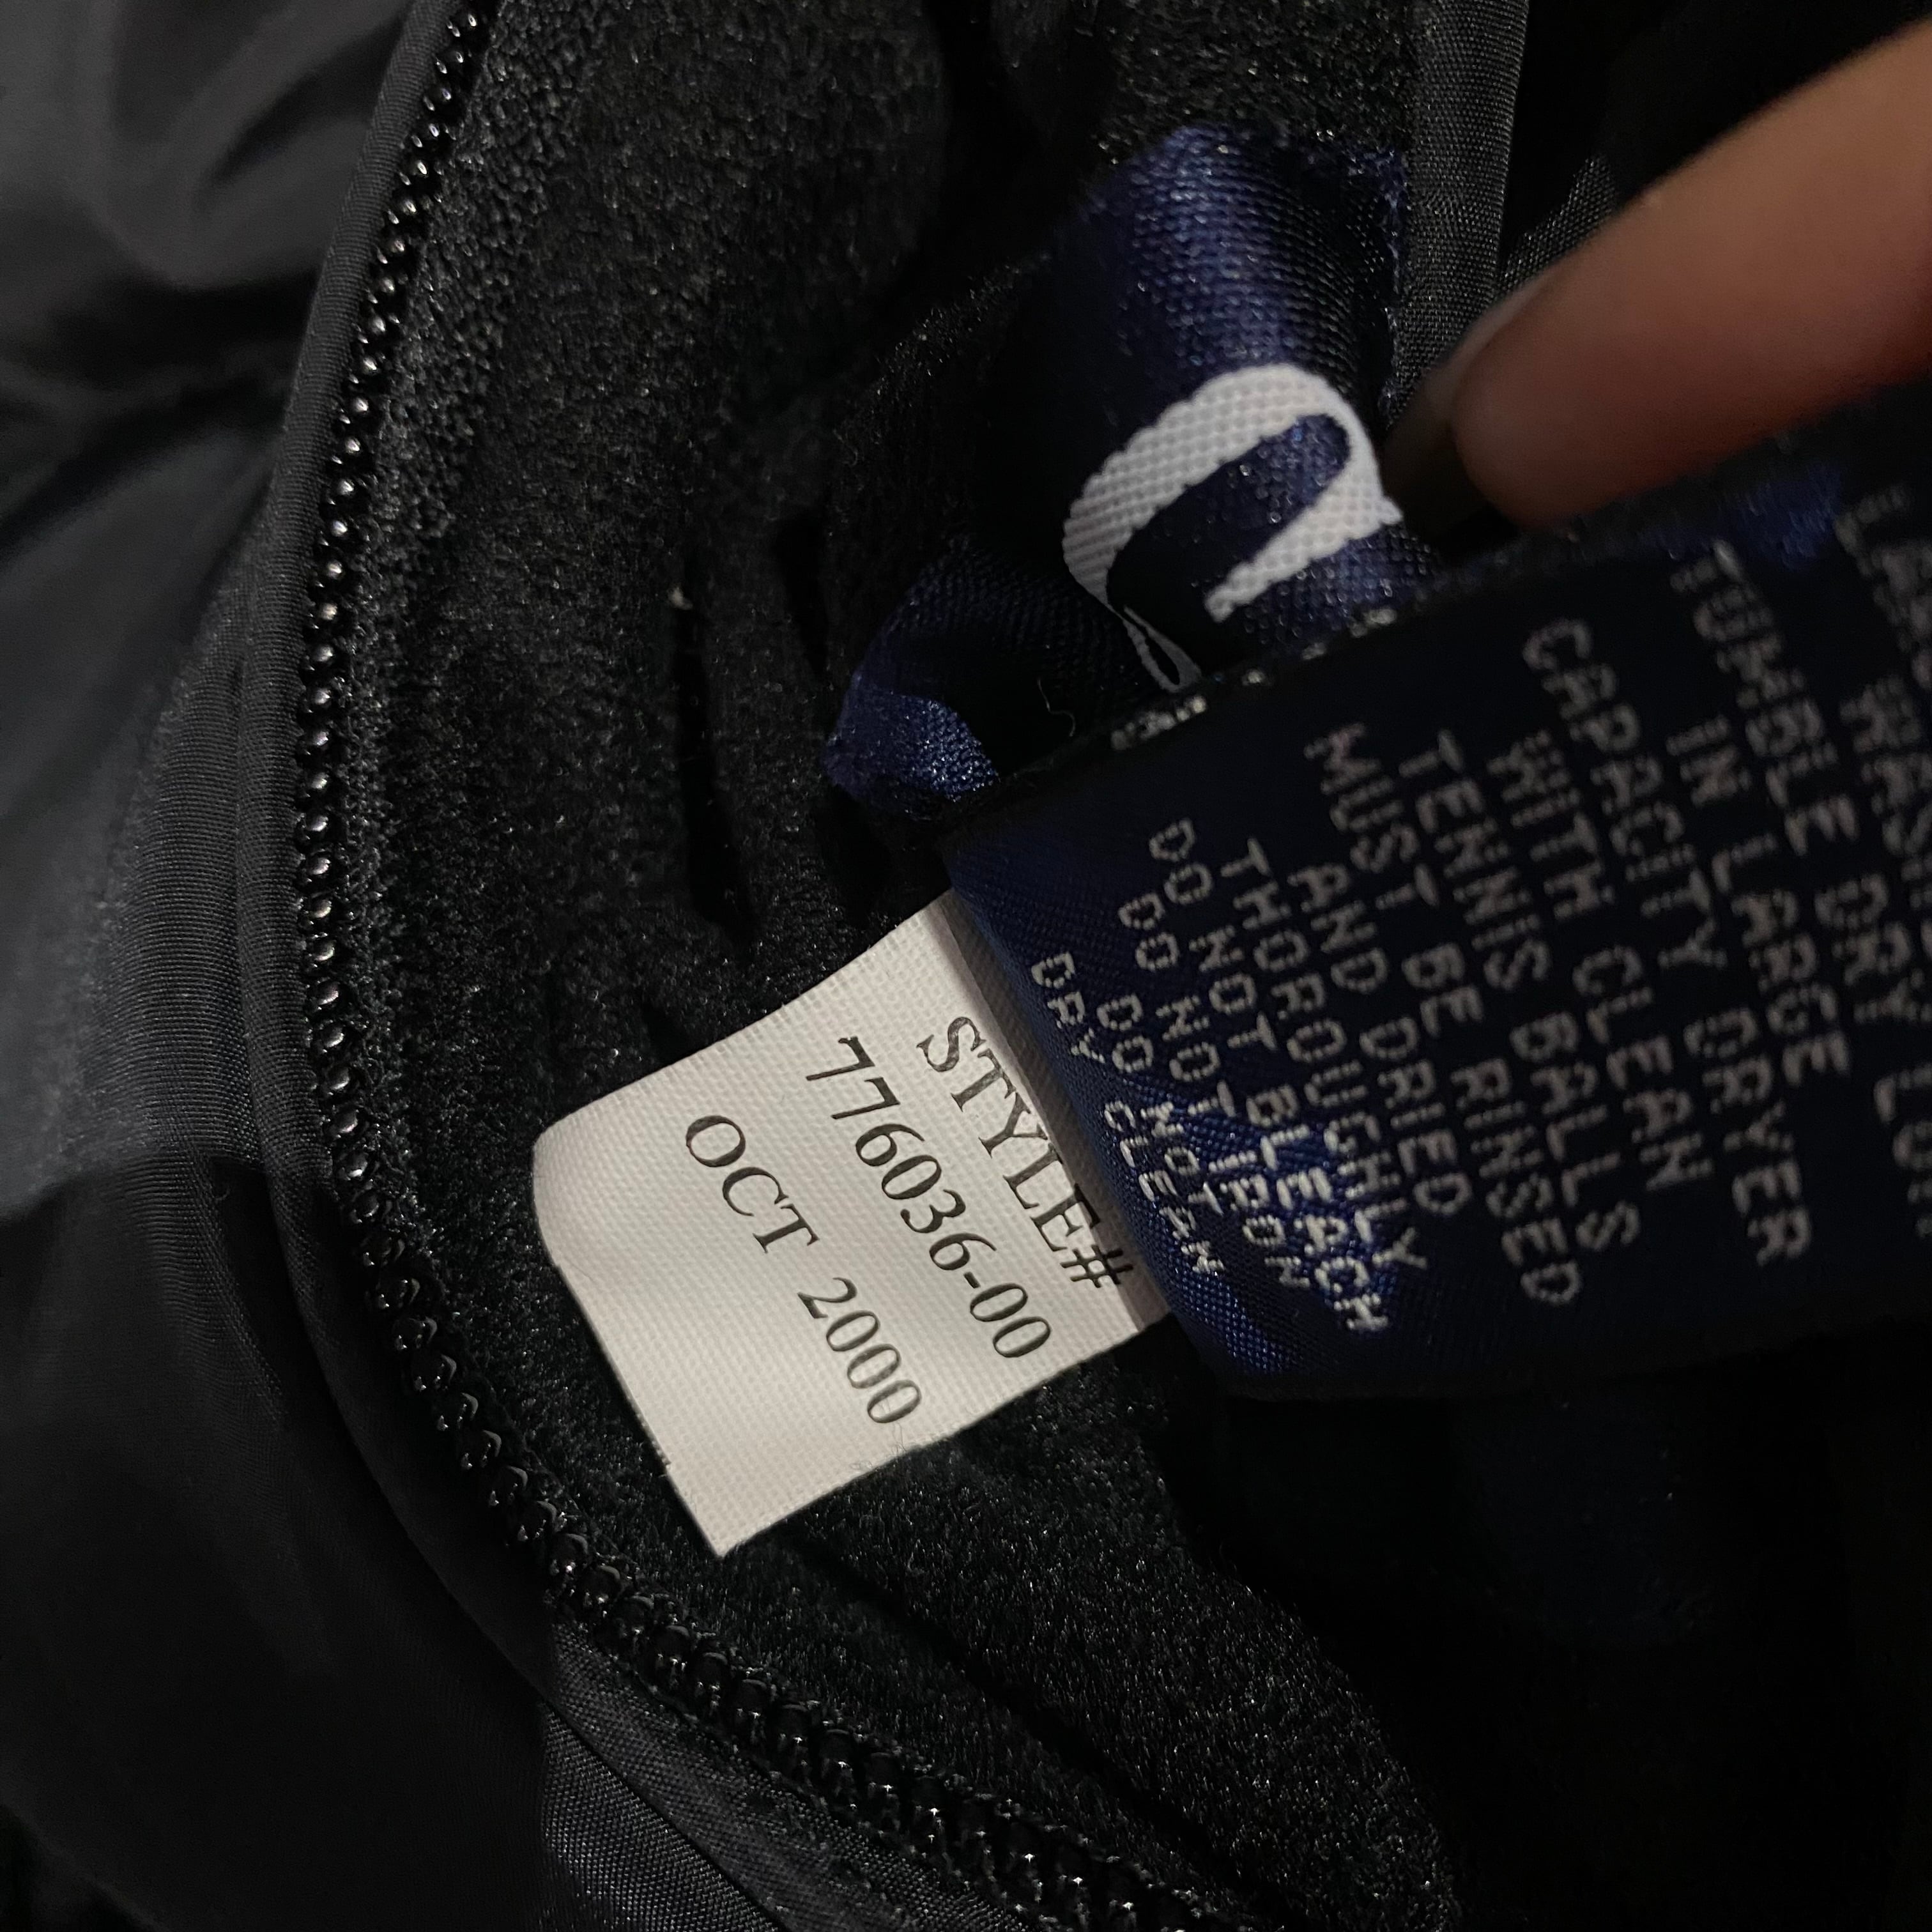 TUMBLE DRY
IN LARGE
CAPACITY DRYER
WITH CLEAN
TENNIS BALLS
MUST BE RINSED
AND DRIED
THOROUGHLY
DO NOT BLEACH
DO NOT IRON
DO NOT
DRY CLEAN
STYLE#
776036-00
OCT 2000